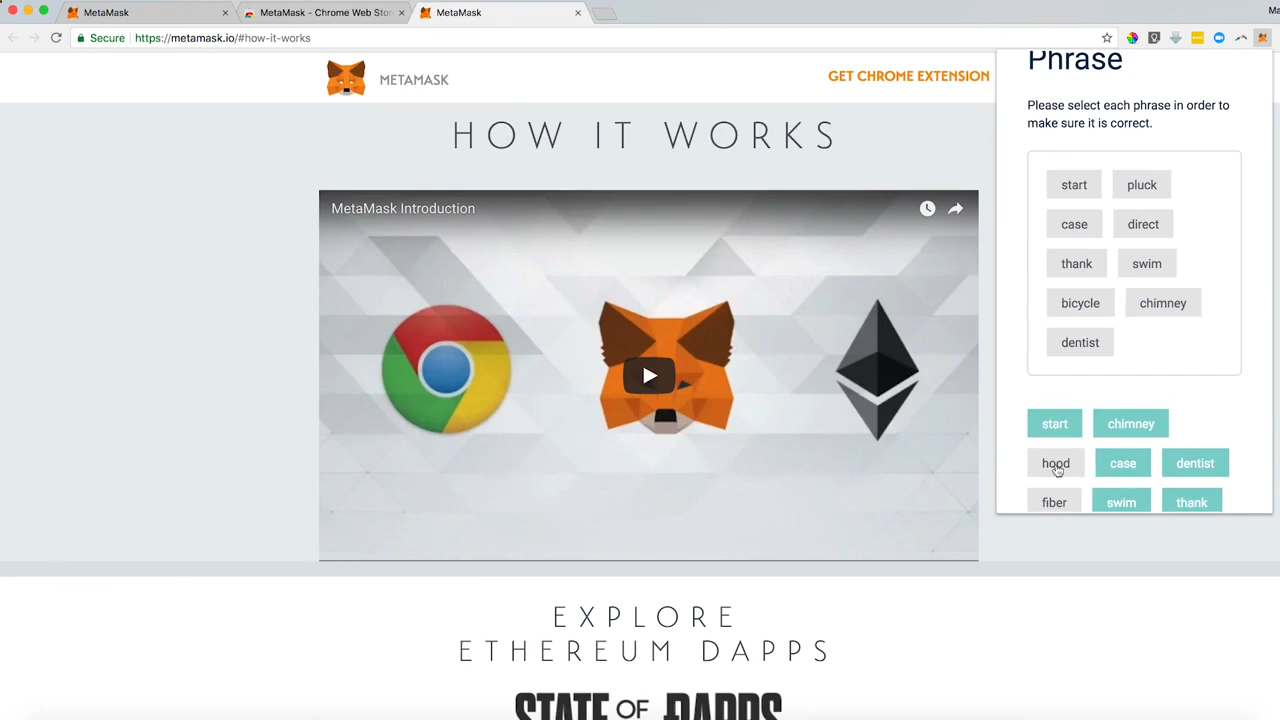 MetaMask
MetaMask - Chrome Web Stor
MetaMask
Secure https://metamask.io/#how-it-works
METAMASK
GET CHROME EXTENSION
HOW IT WORKS
MetaMask Introduction
Phrase
Please select each phrase in order to
make sure it is correct.
start pluck
case direct
thank swim
bicycle chimney
dentist
start chimney
hood case dentist
fiber swim thank
EXPLORE
ETHEREUM DAPPS
STATE OF DAPPS